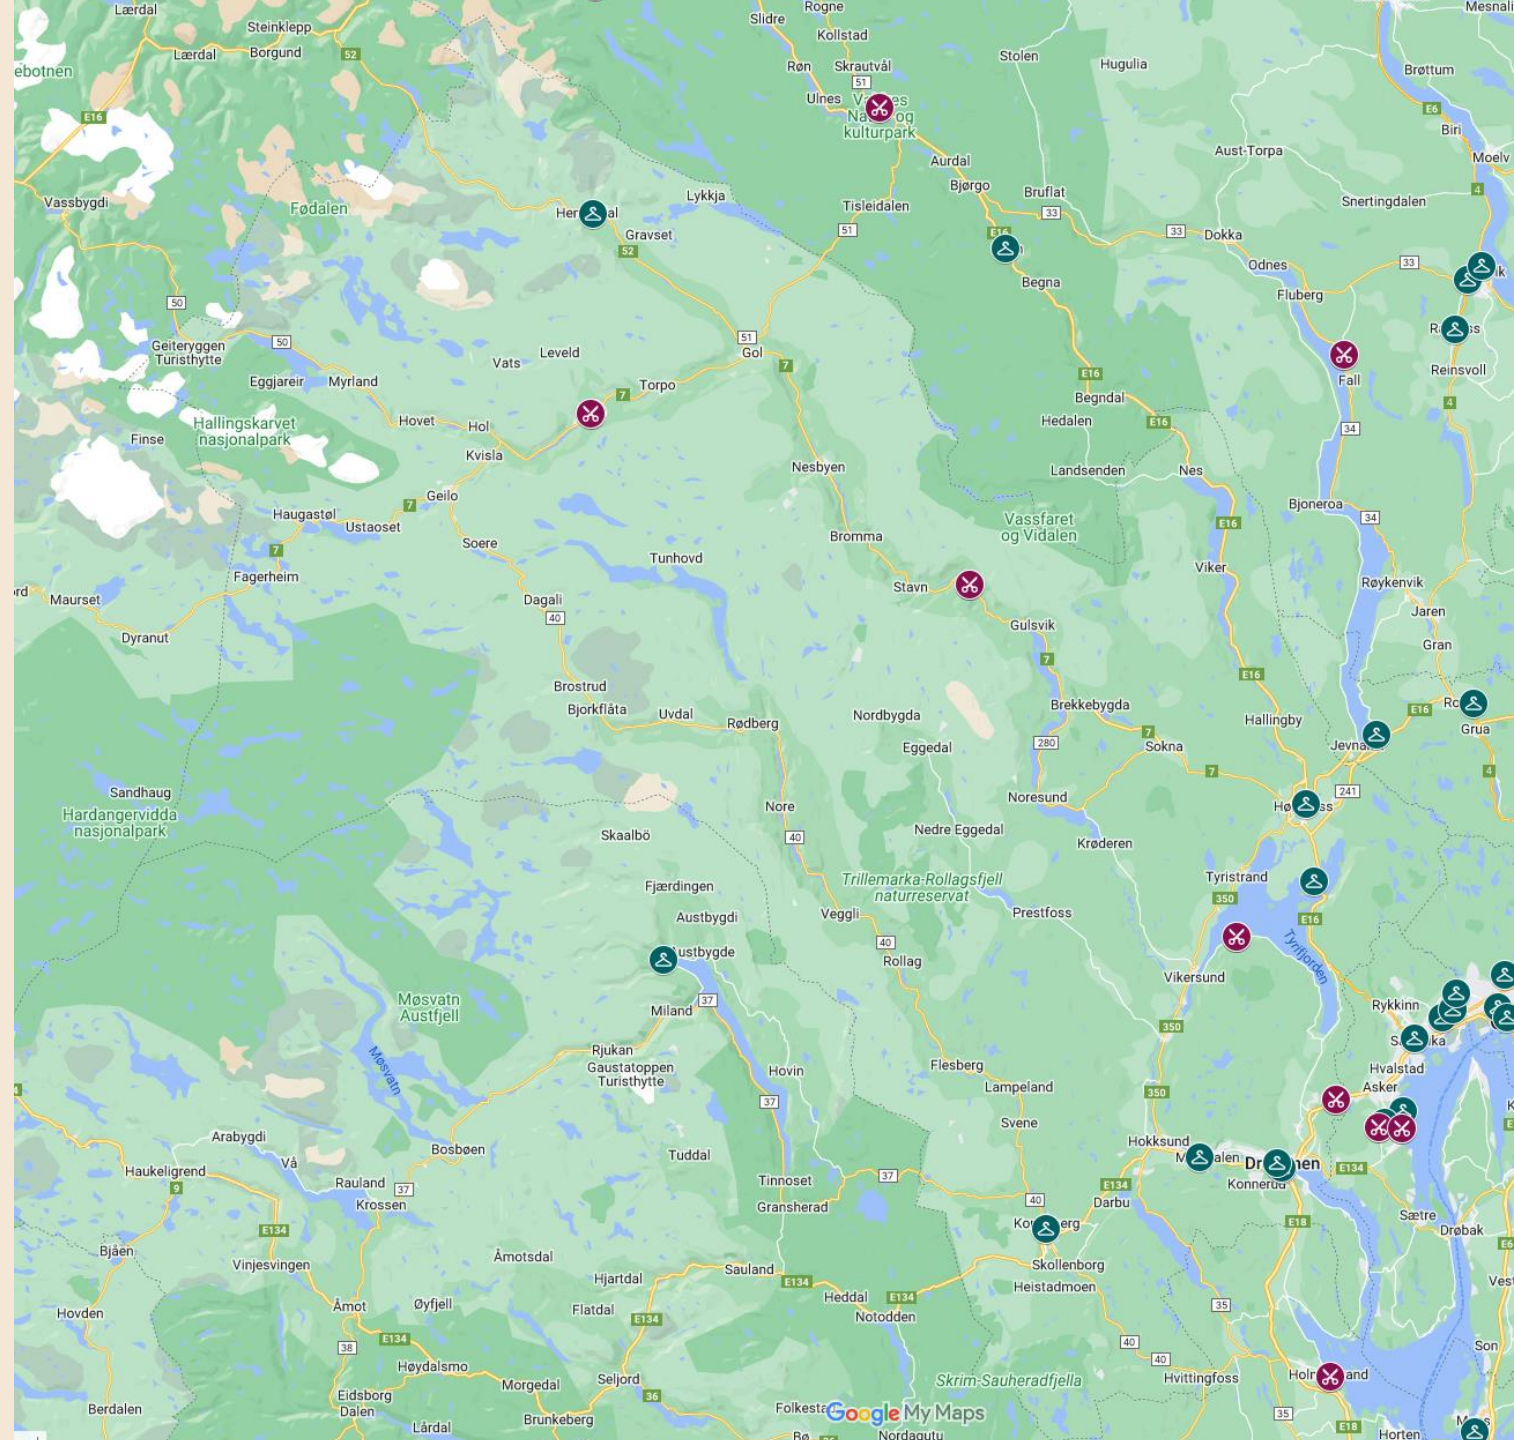 Lærdal
Steinklepp
Slidre
Rogne
Mesnali
Kollstad
Lærdal
Borgund
52
Stolen
Hugulia
ebotnen
Røn
Skrautvål
Brøttum
51
Ulnes
kulturpark
E6
E16
Biri
Aurdal
Aust-Torpa
Moelv
Vassbygdi
Fødalen
Lykkja
Bjørgo
Bruflat
4
Tisleidalen
33
Snertingdalen
Gravset
51
E16
33
Dokka
52
Odnes
33
Begna
Fluberg
50
Geiteryggen
Turisthytte
50
51
Gol
Leveld
Vats
7
E16
Fall
Reinsvoll
Eggjareir
Myrland
Torpo
7
Begndal
4
Hallingskarvet
nasjonalpark
Hovet
Hol
Hedalen
E16
34
Finse
Kvisla
Nesbyen
Landsenden
Nes
Geilo
7
Bjoneroa
Haugastøl
Ustaoset
Vassfaret
og Vidalen
34
E16
Soere
Bromma
7
Tunhovd
Fagerheim
Viker
Røykenvik
Maurset
Stavn
Dagali
Jaren
40
Gulsvik
Dyranut
Gran
7
E16
Brostrud
Bjorkflåta
Uvdal
Rødberg
Nordbygda
Brekkebygda
E16
Hallingby
7
Grua
Eggedal
280
Sokna
7
4
Sandhaug
Noresund
241
Hardangervidda
nasjonalpark
Nore
Skaalbö
40
Nedre Eggedal
Krøderen
Trillemarka-Rollagsfjell
naturreservat
Tyristrand
Fjærdingen
350
Austbygdi
Veggli
Prestfoss
E16
40
Tyrifjorden
Rollag
Vikersund
Møsvatn
Austfjell
37
Miland
Rykkinn
350
Rjukan
Gaustatoppen
Turisthytte
Møsvatn
Hovin
Flesberg
Hvalstad
Lampeland
Asker
37
350
Svene
Arabygdi
Bosbøen
Tuddal
Hokksund
Vå
Haukeligrend
Rauland
Tinnoset
37
E134
9
37
E134
Konnerud
Krossen
Gransherad
40
Darbu
Sætre
E134
E18
Drøbak
Bjåen
Åmotsdal
Skollenborg
Vinjesvingen
Hjartdal
Sauland
E134
Heistadmoen
Hovden
Åmot
Øyfjell
Flatdal
Heddal
E134
35
E134
Notodden
E134
38
40
Son
Høydalsmo
40
Seljord
Skrim-Sauheradfjella
Hvittingfoss
Morgedal
Eidsborg
36
Berdalen
Dalen
Brunkeberg
Google My Maps
35
Lårdal
E18
Bø
Nordagutu
Horten